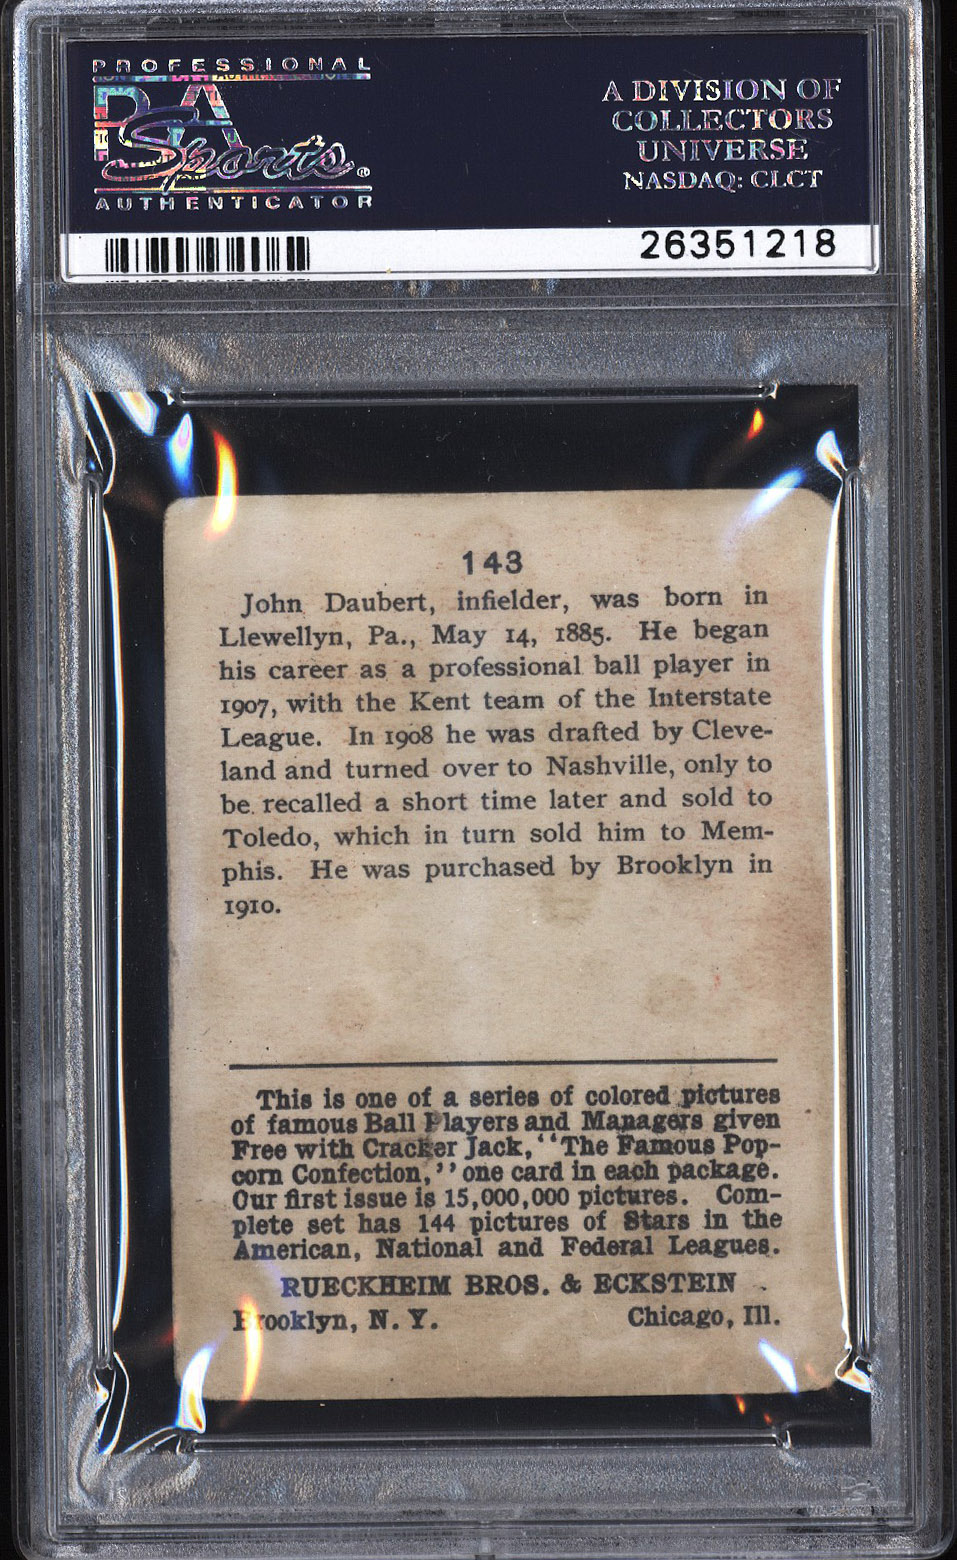 PROFESSIONAL
PSA
Sports®
AUTHENTICATOR
A DIVISION OF
COLLECTORS
UNIVERSE
NASDAQ: CLCT
26351218
143
John Daubert, infielder, was born in
Llewellyn, Pa., May 14, 1885. He began
his career as a professional ball player in
1907, with the Kent team of the Interstate
League. In 1908 he was drafted by Cleve-
land and turned over to Nashville, only to
be recalled a short time later and sold to
Toledo, which in turn sold him to Mem-
phis. He was purchased by Brooklyn in
1910.
This is one of a series of colored pictures
of famous Ball Players and Managers given
Free with Cracker Jack, "The Famous Pop-
corn Confection," one card in each package.
Our first issue is 15,000,000 pictures. Com-
plete set has 144 pictures of Stars in the
American, National and Federal Leagues.
RUECKHEIM BROS. & ECKSTEIN
Brooklyn, N. Y. Chicago, Ill.